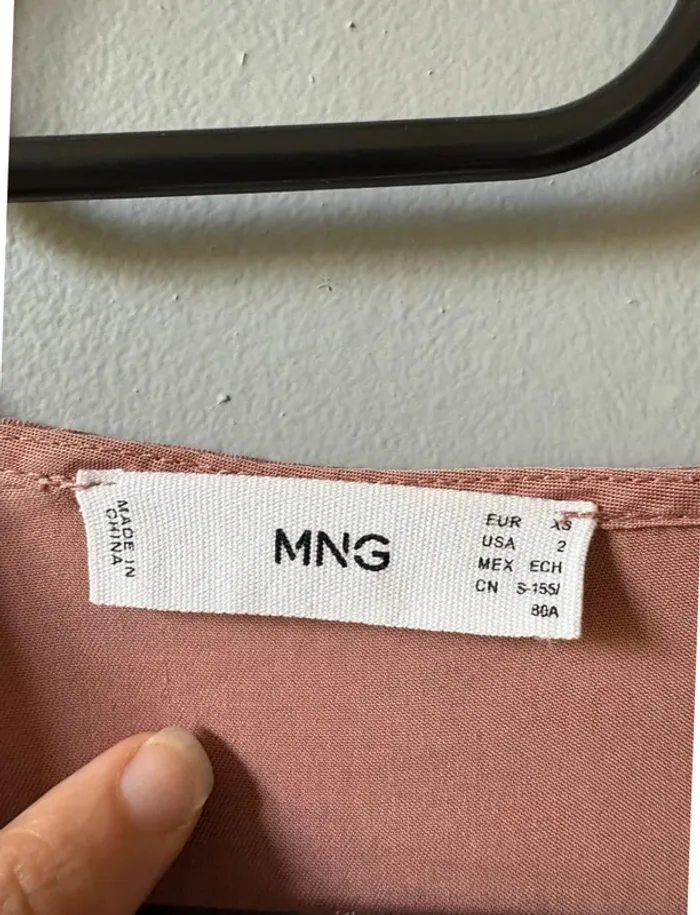 MADE IN
CHINA
MNG
EUR XS
USA 2
MEX ECH
CN S-155/
80A